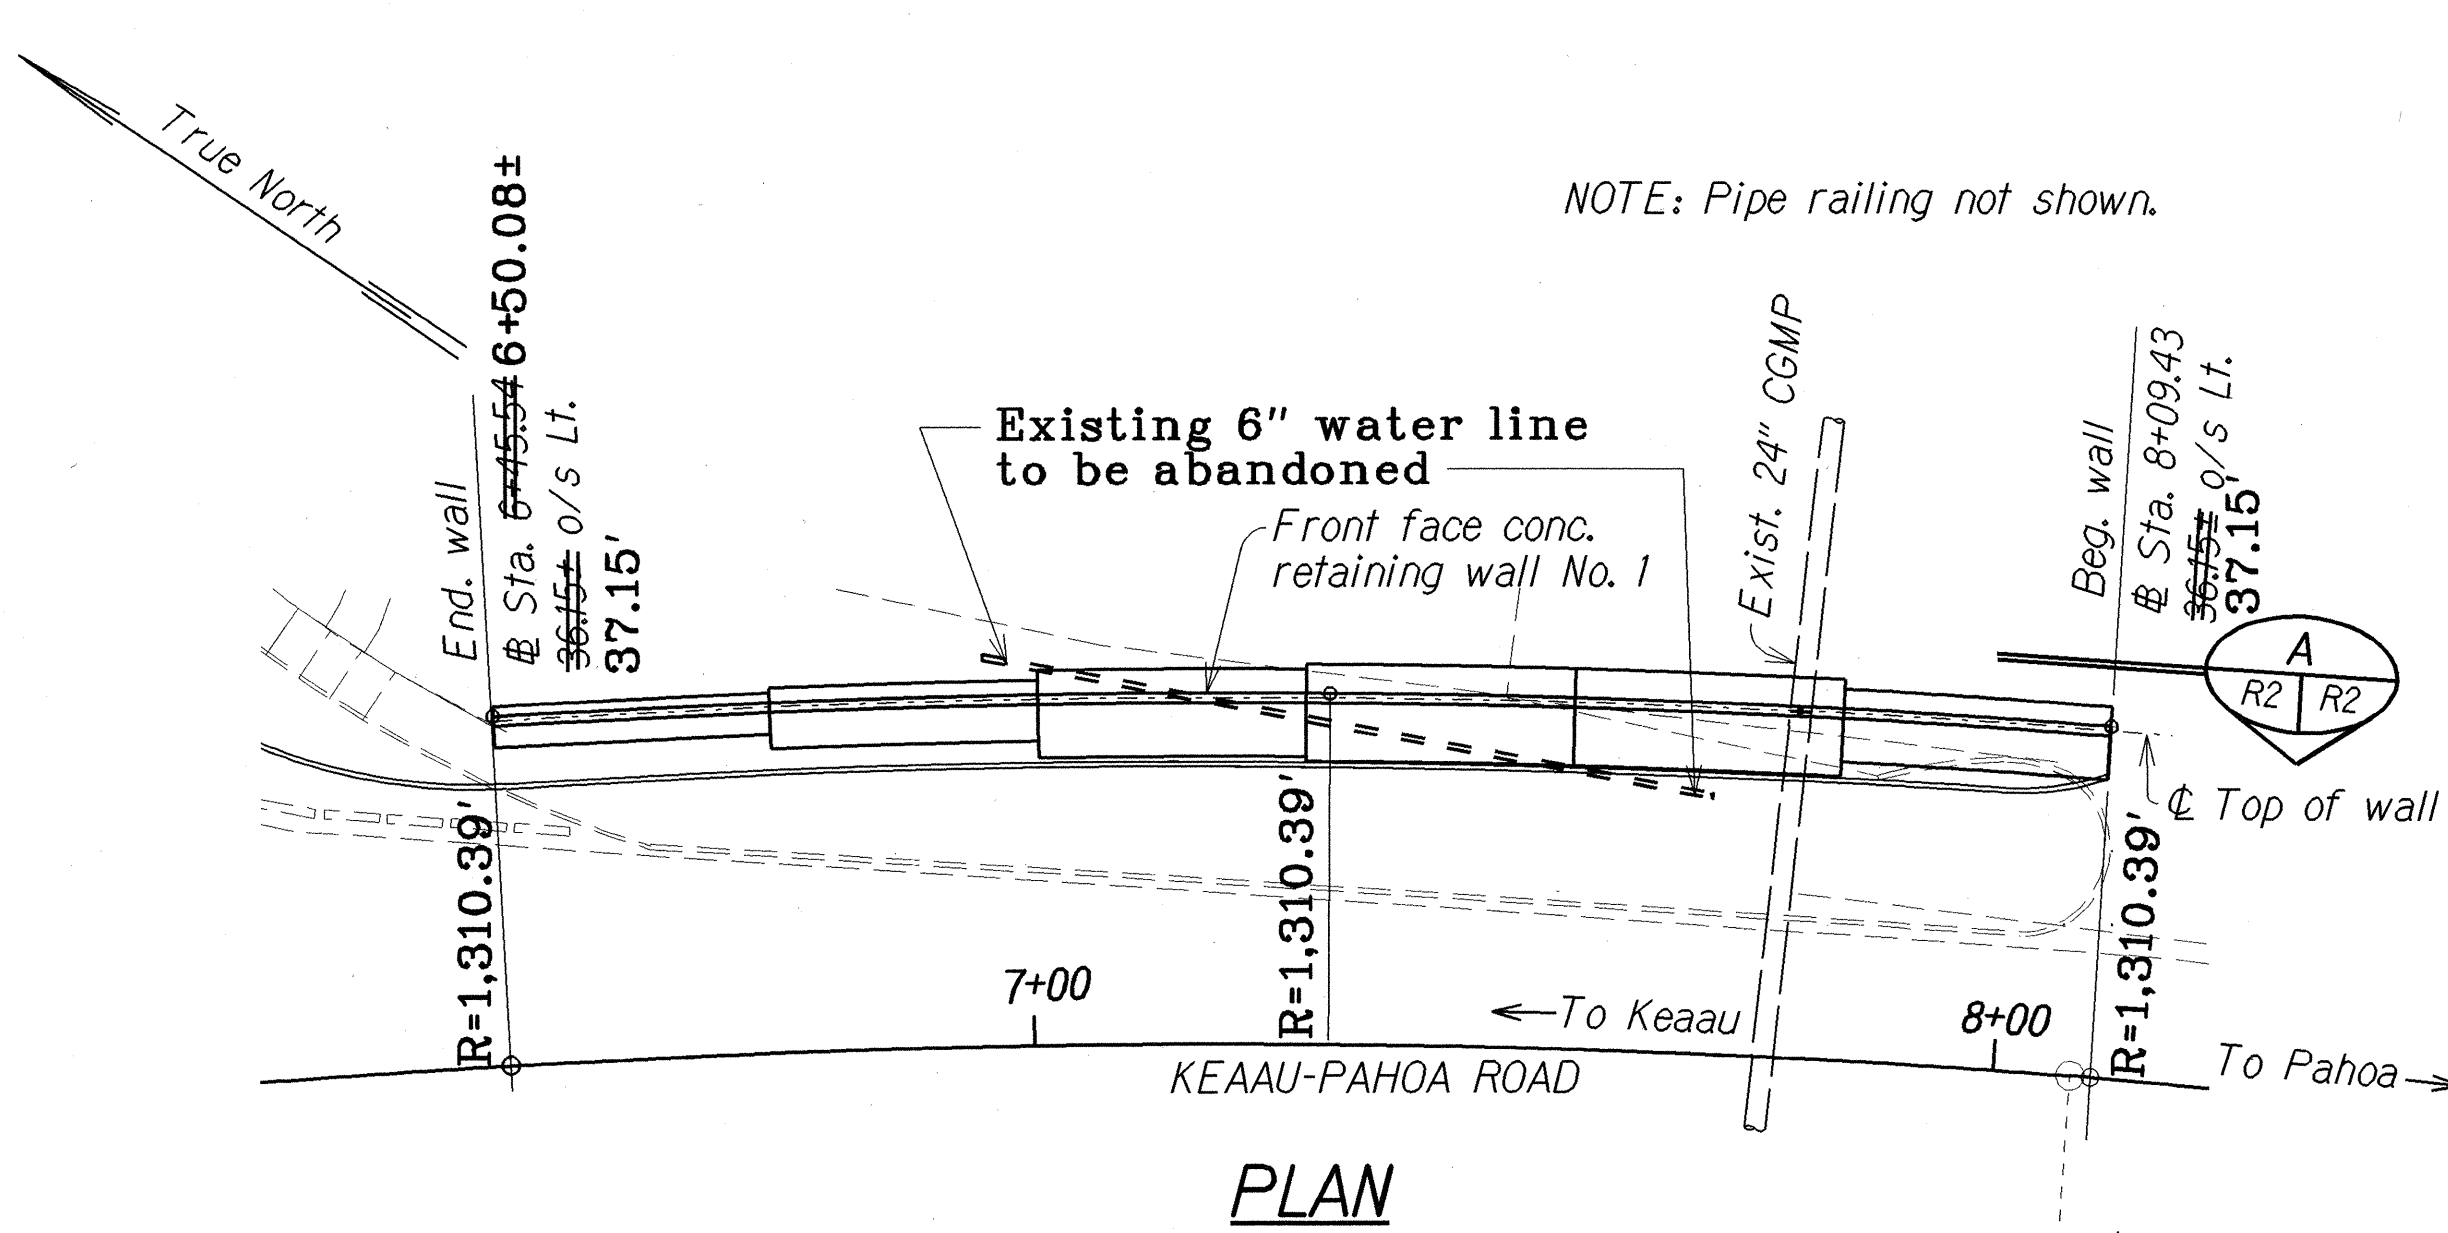 True North
NOTE: Pipe railing not shown.
End. wall
℄ Sta. 6+45.54 6+50.08±
36.15± o/s Lt.
37.15'
Existing 6" water line
to be abandoned
Front face conc.
retaining wall No. 1
Exist. 24" CGMP
Beg. wall
Sta. 8+09.43
36.15± o/s Lt.
37.15'
A
R2
R2
℄ Top of wall
R=1,310.39'
R=1,310.39'
R=1,310.39'
7+00
To Keaau
8+00
KEAAU-PAHOA ROAD
To Pahoa
PLAN